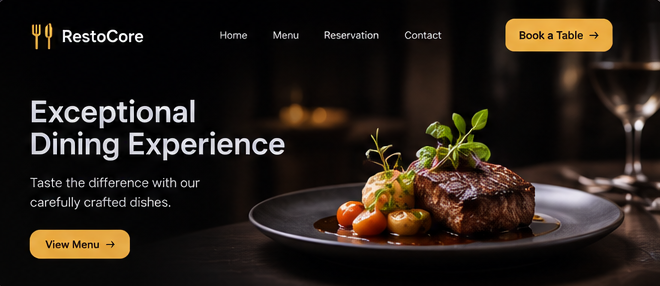 RestoCore
Home
Menu
Reservation
Contact
Book a Table →
Exceptional
Dining Experience
Taste the difference with our
carefully crafted dishes.
View Menu →